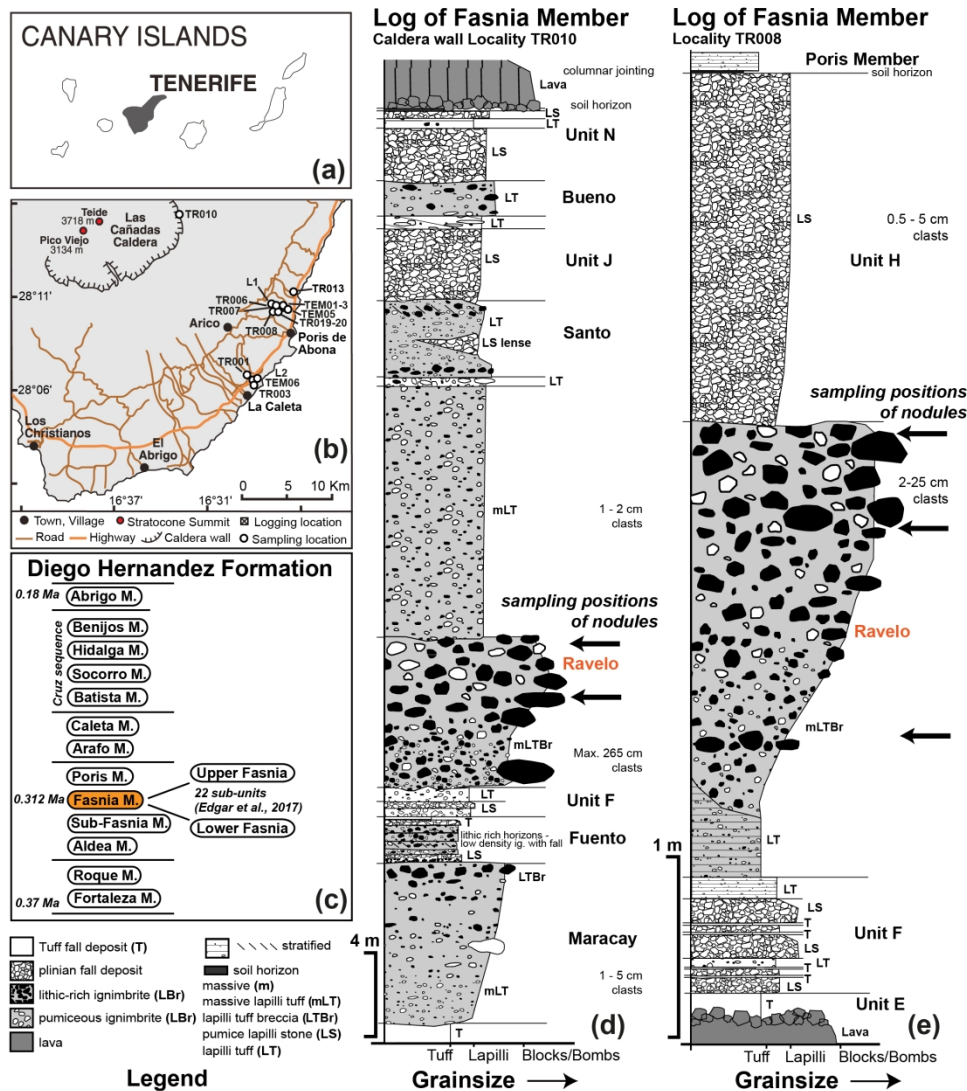 CANARY ISLANDS
TENERIFE
(a)
Teide
3718 m
Pico Viejo
3134 m
Las
Cañadas
Caldera
TR010
28°11'
28°06'
L1
TR013
TR006
TR007
TEM01-3
TEM05
TR019-20
TR008
Arico
Poris de
Abona
TR001
L2
TEM06
TR003
La Caleta
Los
Christianos
El
Abrigo
(b)
16°37'
16°31'
0 5 10 Km
Town, Village
Stratocone Summit
Logging location
Road
Highway
Caldera wall
Sampling location
Diego Hernandez Formation
0.18 Ma
Abrigo M.
Cruz sequence
Benijos M.
Hidalga M.
Socorro M.
Batista M.
Caleta M.
Arafo M.
Poris M.
0.312 Ma
Fasnia M.
Sub-Fasnia M.
Aldea M.
Roque M.
0.37 Ma
Fortaleza M.
Upper Fasnia
22 sub-units
(Edgar et al., 2017)
Lower Fasnia
(c)
Tuff fall deposit (T)
plinian fall deposit
lithic-rich ignimbrite (LBr)
pumiceous ignimbrite (LBr)
lava
stratified
soil horizon
massive (m)
massive lapilli tuff (mLT)
lapilli tuff breccia (LTBr)
pumice lapilli stone (LS)
lapilli tuff (LT)
Legend
Log of Fasnia Member
Caldera wall Locality TR010
columnar jointing
Lava
soil horizon
LS
LT
Unit N
LS
Bueno
LT
LT
Unit J
LS
Santo
LT
LS lense
LT
mLT
1 - 2 cm
clasts
sampling positions
of nodules
Ravelo
mLTBr
Max. 265 cm
clasts
LT
Unit F
LS
T
lithic rich horizons -
low density ig. with fall
Fuento
LS
LTBr
Maracay
4 m
1 - 5 cm
clasts
mLT
(d)
T
Tuff Lapilli Blocks/Bombs
Grainsize
Log of Fasnia Member
Locality TR008
Poris Member
soil horizon
LS
0.5 - 5 cm
clasts
Unit H
sampling positions
of nodules
2-25 cm
clasts
Ravelo
mLTBr
LT
1 m
LT
LS
T
T
Unit F
LS
LT
T
T
LS
Unit E
T
Lava
(e)
Tuff Lapilli Blocks/Bombs
Grainsize